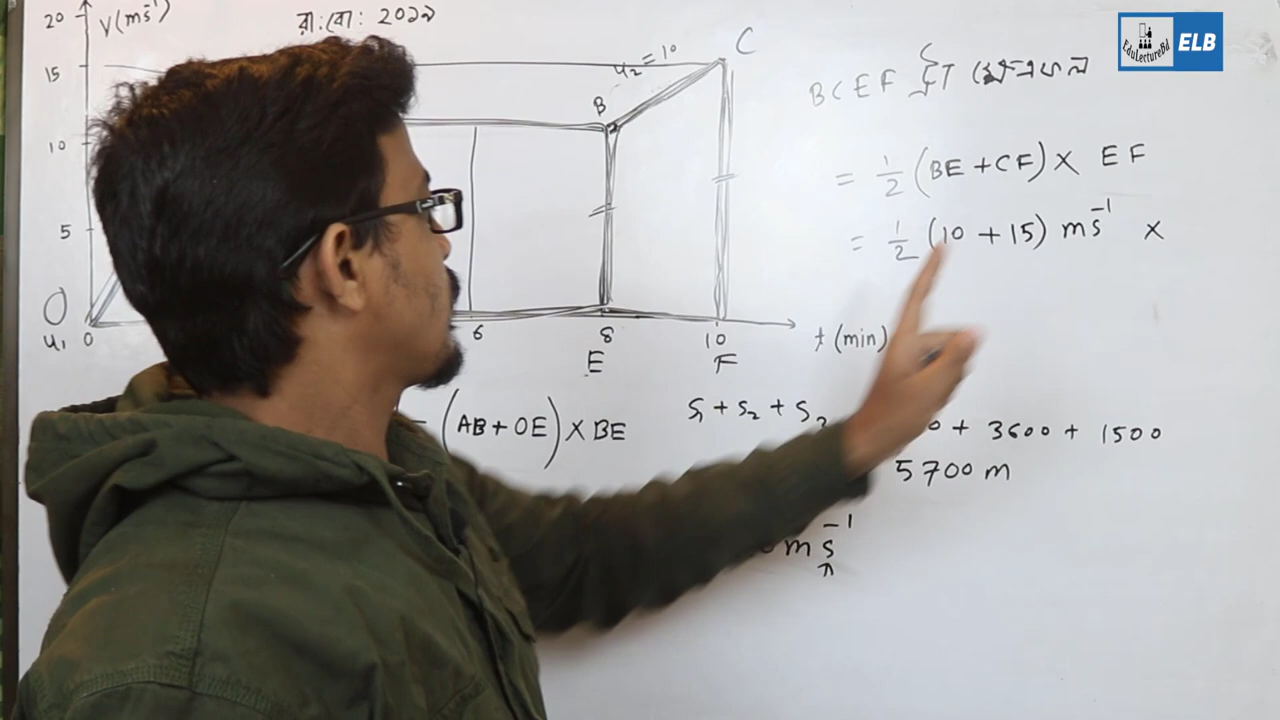 V(ms⁻¹)
রা:বো: ২০১৯
20
15
10
5
O
u₁ 0
6
8
10
t (min)
B
u₂ = 10
C
E
F
EduLectureBd
ELB
BCEF
= 1/2 (BE + CF) × EF
= 1/2 (10 + 15) ms⁻¹ ×
(AB + OE) × BE
S₁ + S₂ + S₃
0 + 3600 + 1500
5700 m
ms⁻¹